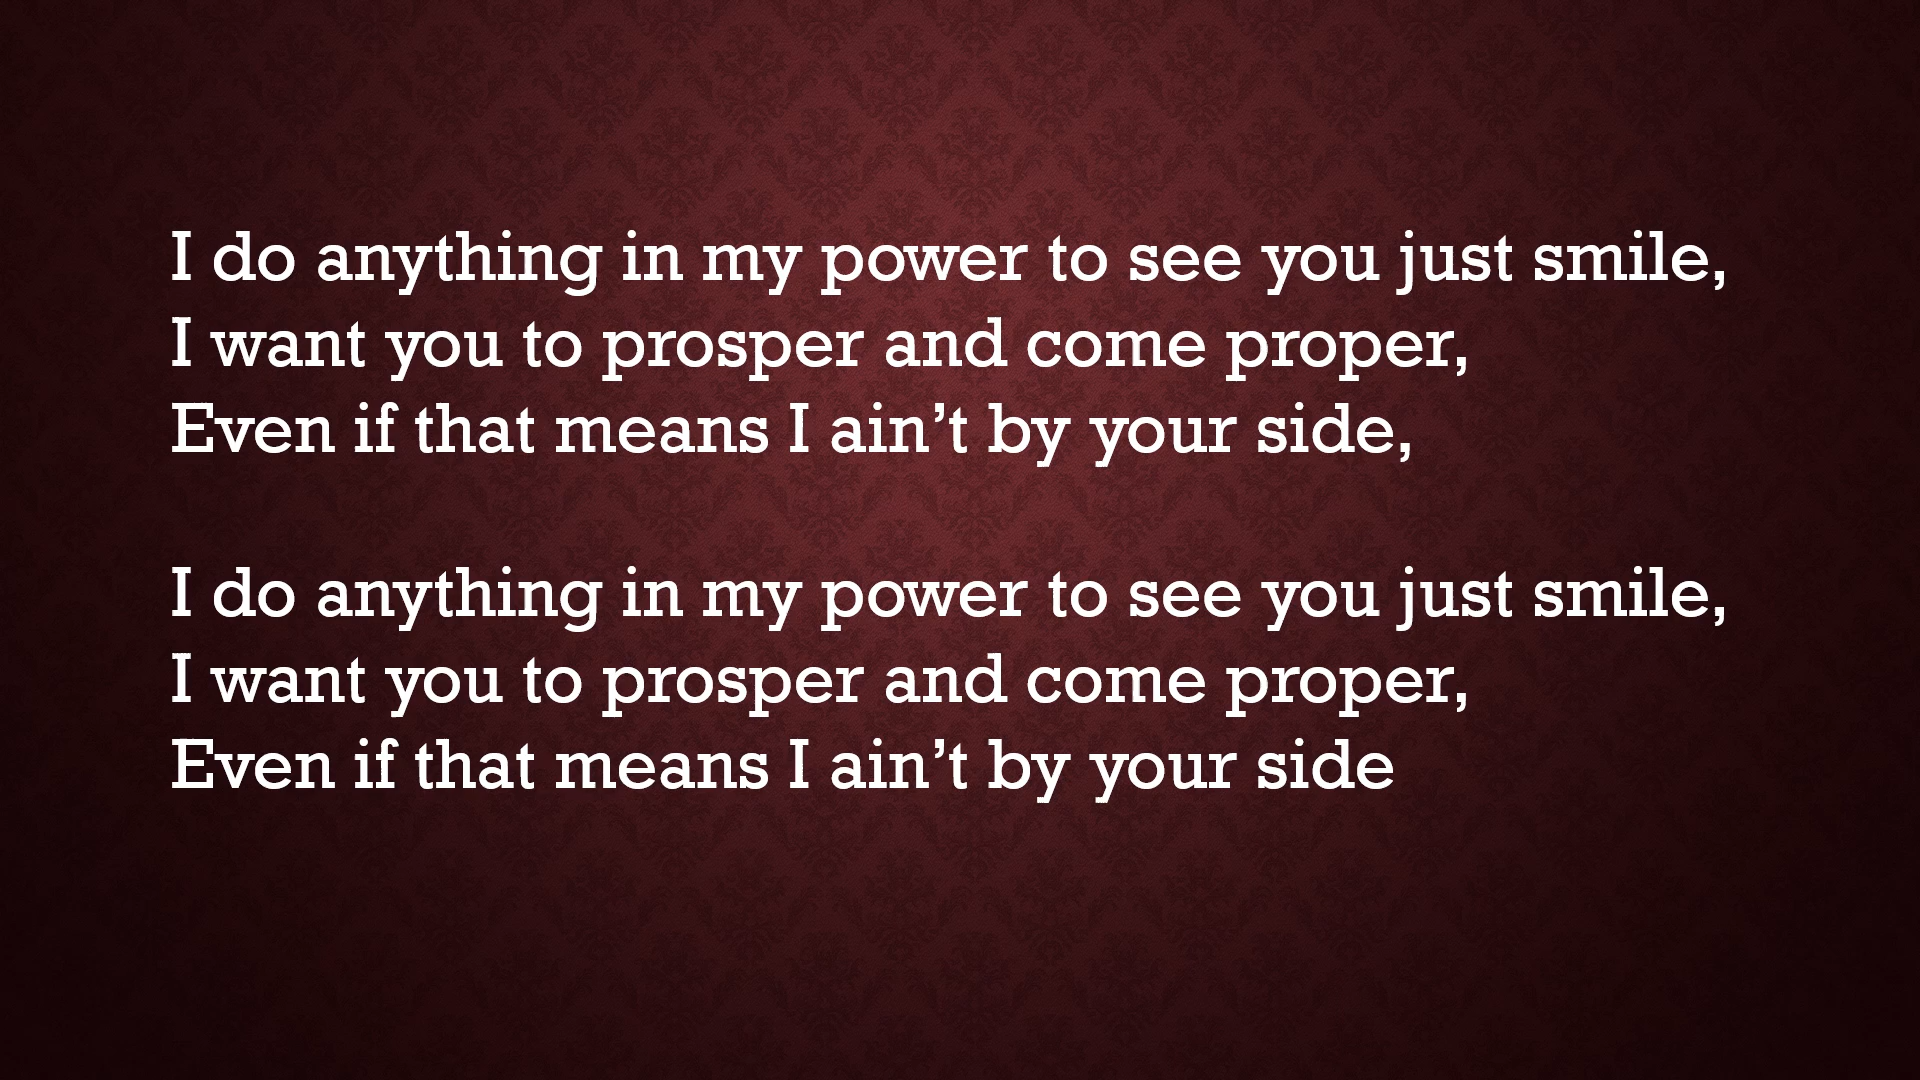 I do anything in my power to see you just smile,
I want you to prosper and come proper,
Even if that means I ain’t by your side,
I do anything in my power to see you just smile,
I want you to prosper and come proper,
Even if that means I ain’t by your side